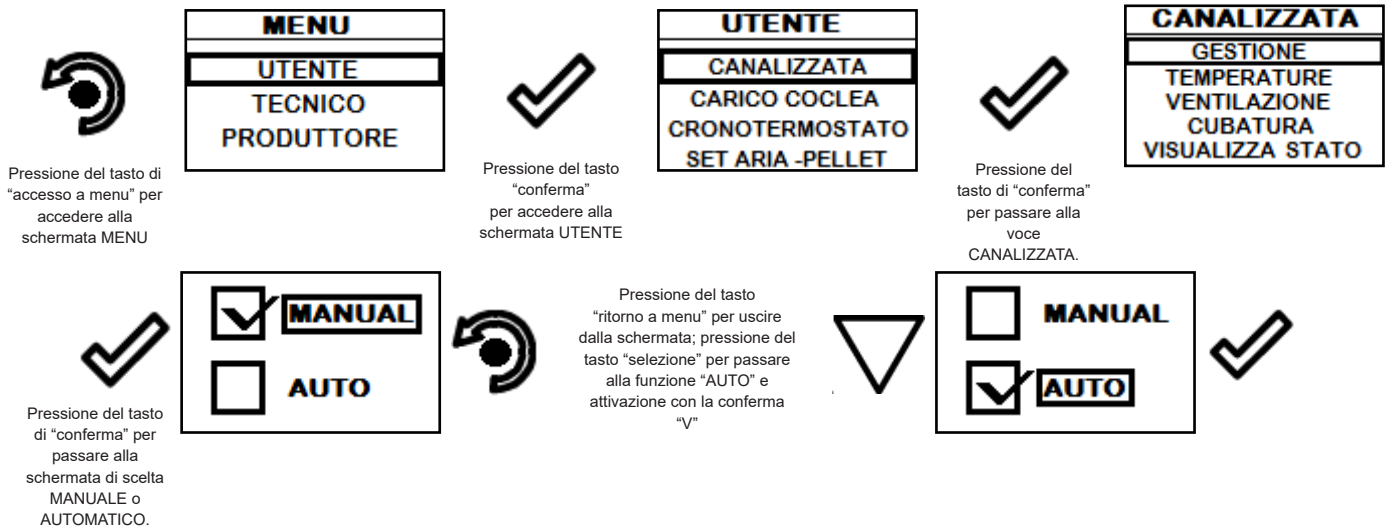 Pressione del tasto di
“accesso a menu” per
accedere alla
schermata MENU
MENU
UTENTE
TECNICO
PRODUTTORE
Pressione del tasto
“conferma”
per accedere alla
schermata UTENTE
UTENTE
CANALIZZATA
CARICO COCLEA
CRONOTERMOSTATO
SET ARIA -PELLET
Pressione del
tasto di “conferma”
per passare alla
voce
CANALIZZATA.
CANALIZZATA
GESTIONE
TEMPERATURE
VENTILAZIONE
CUBATURA
VISUALIZZA STATO
Pressione del tasto
di “conferma” per
passare alla
schermata di scelta
MANUALE o
AUTOMATICO.
MANUAL
AUTO
Pressione del tasto
“ritorno a menu” per uscire
dalla schermata; pressione del
tasto “selezione” per passare
alla funzione “AUTO” e
attivazione con la conferma
“V”
MANUAL
AUTO